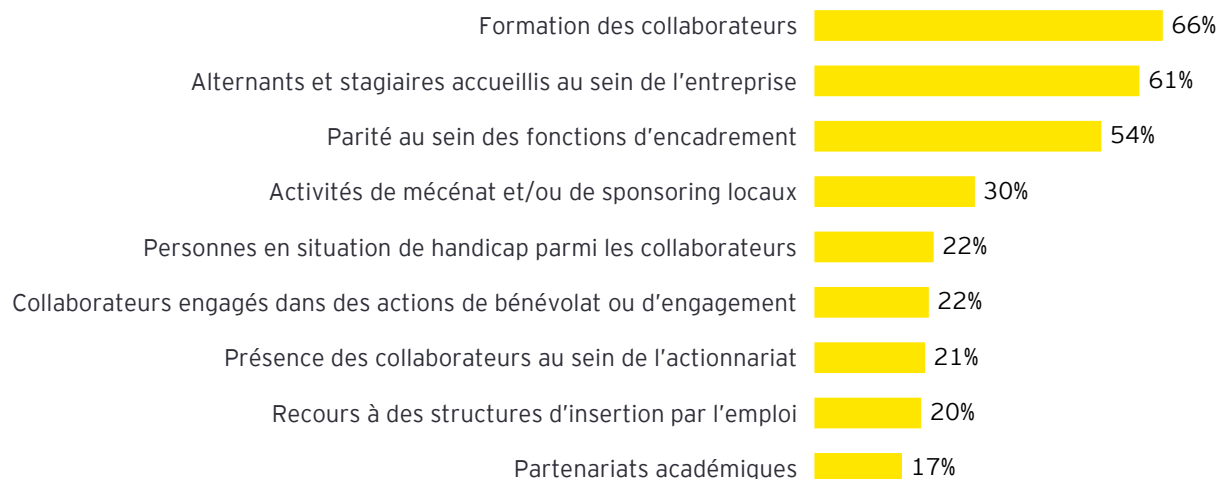 Formation des collaborateurs 66%
Alternants et stagiaires accueillis au sein de l’entreprise 61%
Parité au sein des fonctions d’encadrement 54%
Activités de mécénat et/ou de sponsoring locaux 30%
Personnes en situation de handicap parmi les collaborateurs 22%
Collaborateurs engagés dans des actions de bénévolat ou d’engagement 22%
Présence des collaborateurs au sein de l’actionnariat 21%
Recours à des structures d’insertion par l’emploi 20%
Partenariats académiques 17%